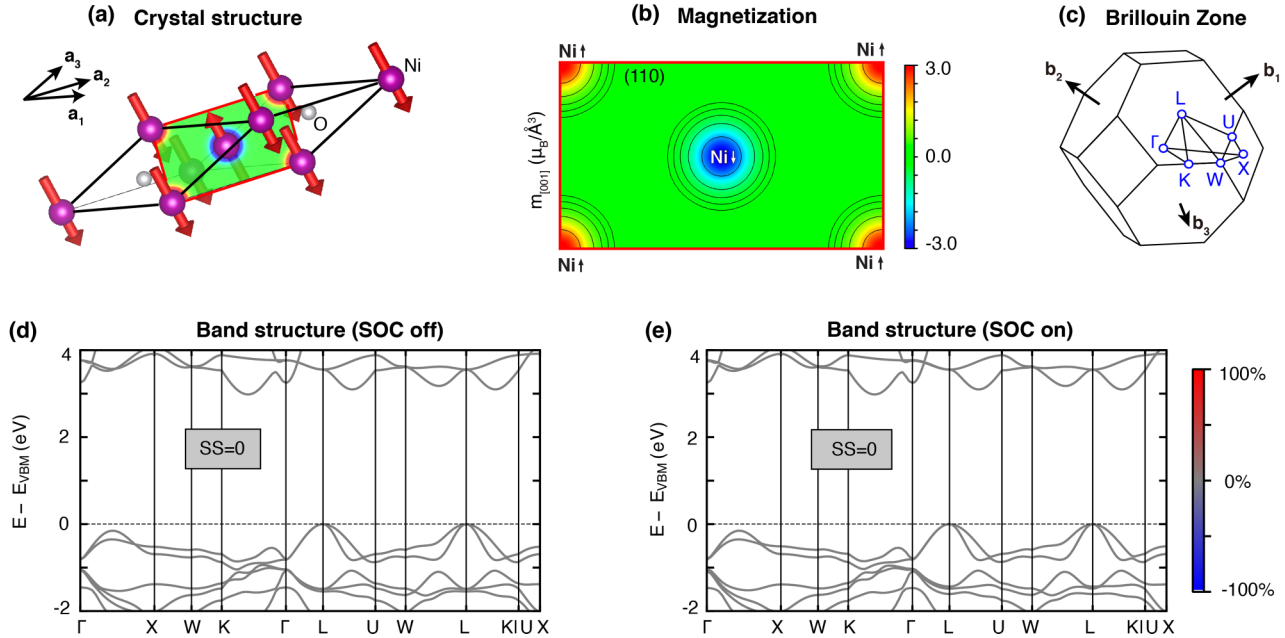 (a) Crystal structure
a₃
a₂
a₁
Ni
O
(b) Magnetization
Ni↑ Ni↑
(110)
m[001] (μB/Å³)
Ni↓
Ni↑ Ni↑
3.0
0.0
-3.0
(c) Brillouin Zone
b₂
b₁
L
U
Γ
X
K W
b₃
(d) Band structure (SOC off)
E − EVBM (eV)
4
2
0
-2
SS=0
Γ X W K Γ L U W L K|U X
(e) Band structure (SOC on)
E − EVBM (eV)
4
2
0
-2
SS=0
Γ X W K Γ L U W L K|U X
100%
0%
-100%